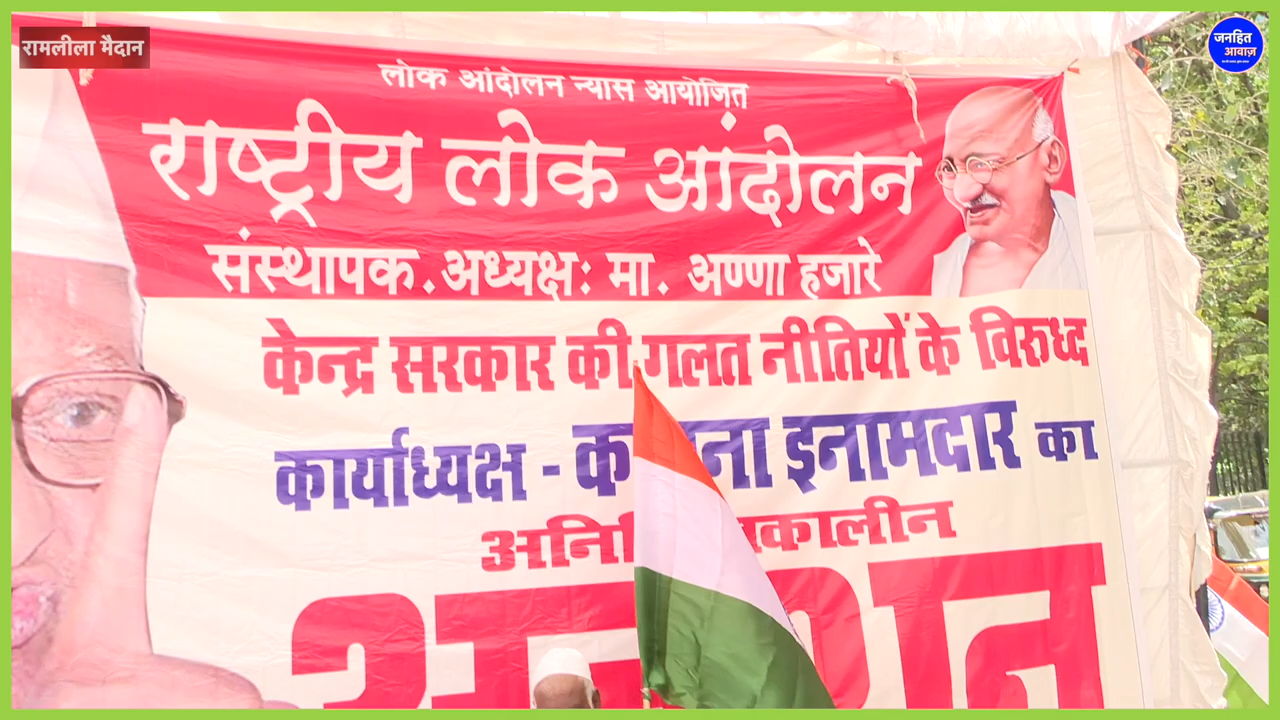 रामलीला मैदान
जनहित
आवाज़
लोक आंदोलन न्यास आयोजित
राष्ट्रीय लोक आंदोलन
संस्थापक.अध्यक्ष: मा. अण्णा हजारे
केन्द्र सरकार की गलत नीतियों के विरुध्द
कार्याध्यक्ष - इनामदार का